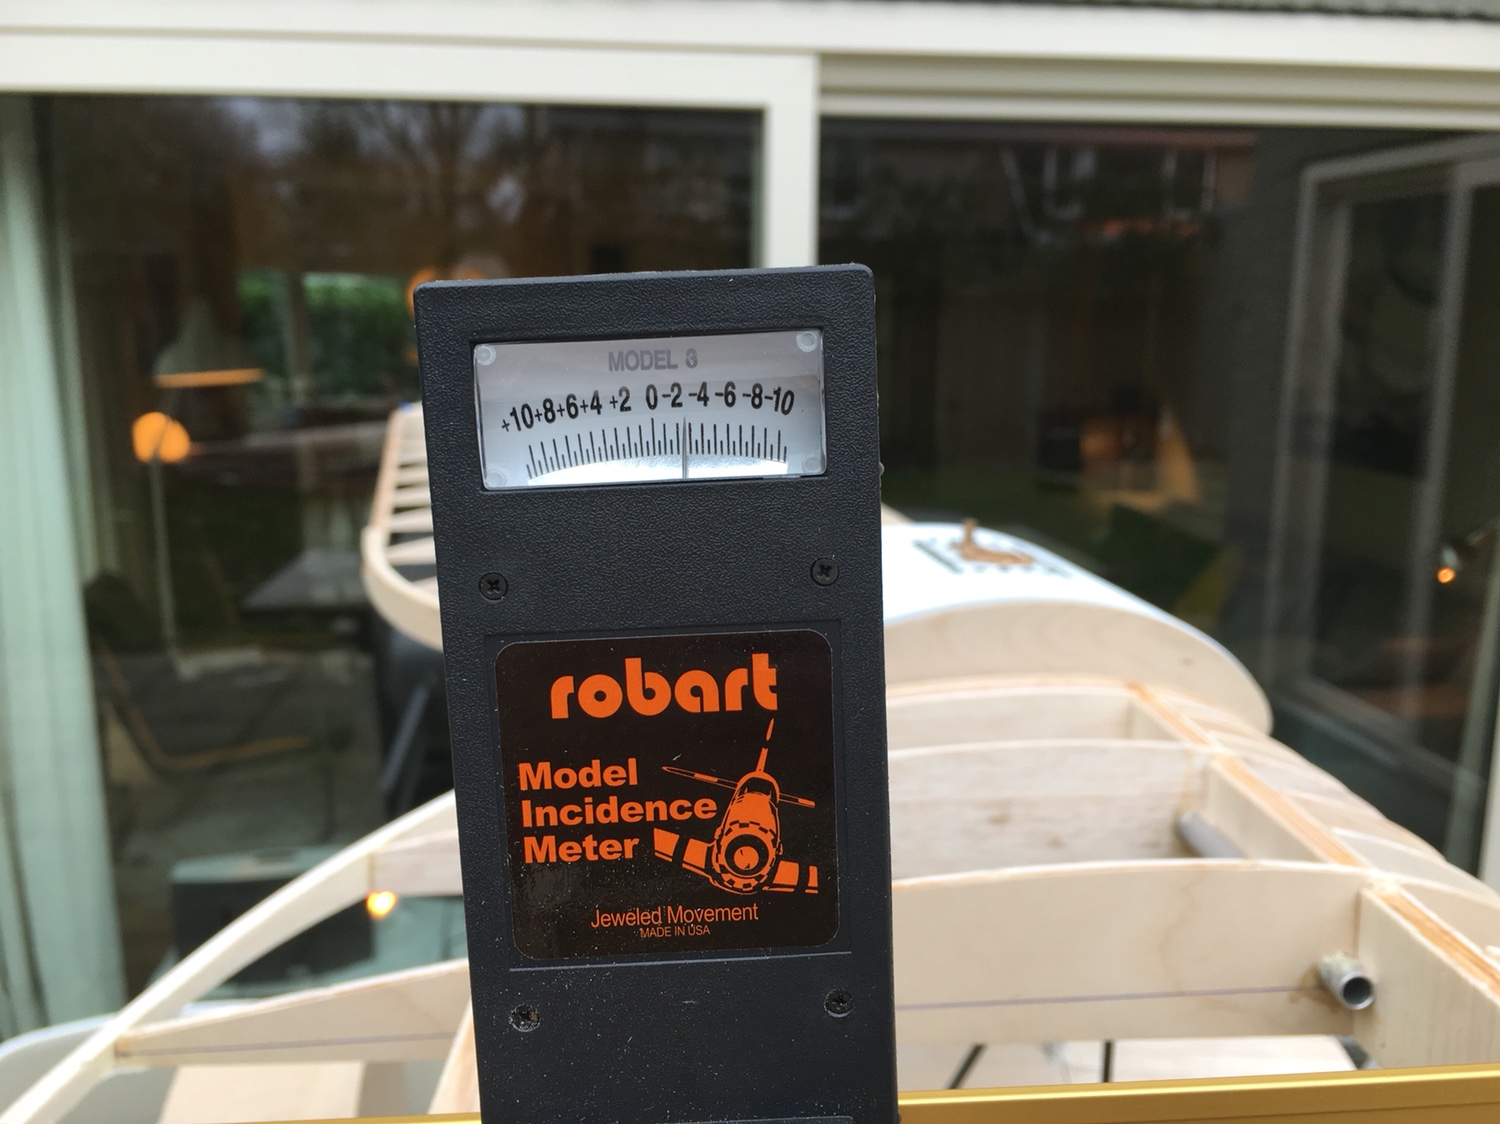 MODEL 3
+10+8+6+4 +2 0-2-4-6-8-10
robart
Model
Incidence
Meter
Jeweled Movement
MADE IN USA